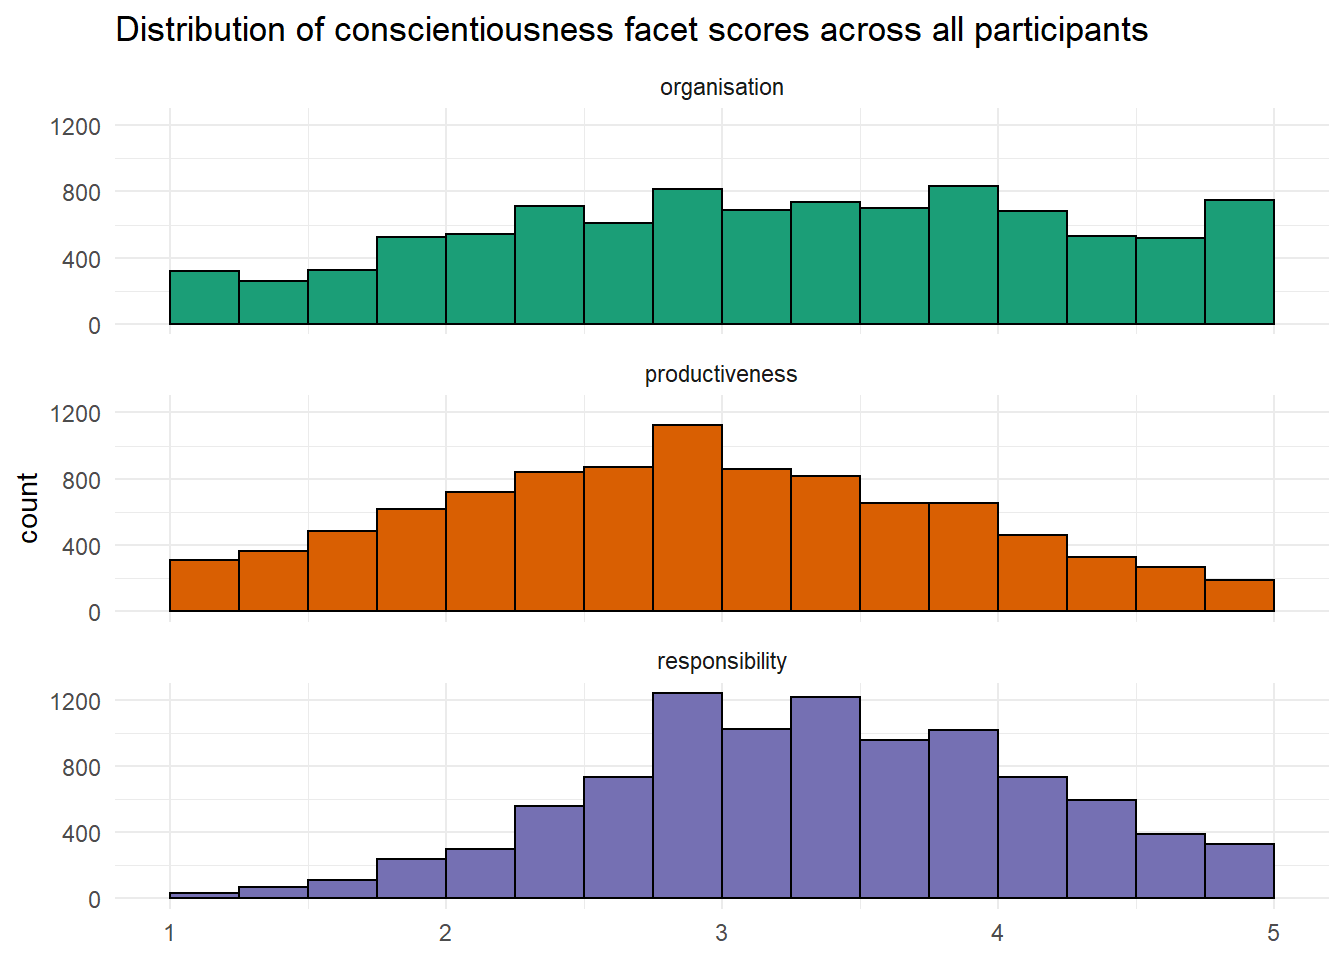 Distribution of conscientiousness facet scores across all participants
organisation
1200
800
400
0
productiveness
1200
800
400
0
count
responsibility
1200
800
400
0
1 2 3 4 5